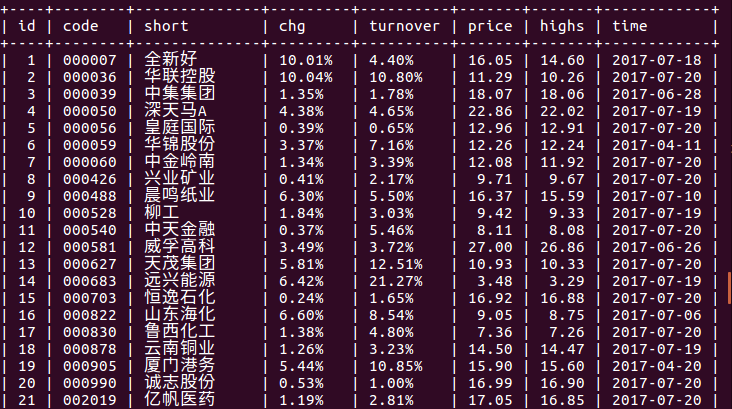 +----+--------+--------------+--------+----------+-------+-------+------------+
| id | code | short | chg | turnover | price | highs | time |
+----+--------+--------------+--------+----------+-------+-------+------------+
| 1 | 000007 | 全新好 | 10.01% | 4.40% | 16.05 | 14.60 | 2017-07-18 |
| 2 | 000036 | 华联控股 | 10.04% | 10.80% | 11.29 | 10.26 | 2017-07-20 |
| 3 | 000039 | 中集集团 | 1.35% | 1.78% | 18.07 | 18.06 | 2017-06-28 |
| 4 | 000050 | 深天马A | 4.38% | 4.65% | 22.86 | 22.02 | 2017-07-19 |
| 5 | 000056 | 皇庭国际 | 0.39% | 0.65% | 12.96 | 12.91 | 2017-07-20 |
| 6 | 000059 | 华锦股份 | 3.37% | 7.16% | 12.26 | 12.24 | 2017-04-11 |
| 7 | 000060 | 中金岭南 | 1.34% | 3.39% | 12.08 | 11.92 | 2017-07-20 |
| 8 | 000426 | 兴业矿业 | 0.41% | 2.17% | 9.71 | 9.67 | 2017-07-20 |
| 9 | 000488 | 晨鸣纸业 | 6.30% | 5.50% | 16.37 | 15.59 | 2017-07-10 |
| 10 | 000528 | 柳工 | 1.84% | 3.03% | 9.42 | 9.33 | 2017-07-19 |
| 11 | 000540 | 中天金融 | 0.37% | 5.46% | 8.11 | 8.08 | 2017-07-20 |
| 12 | 000581 | 威孚高科 | 3.49% | 3.72% | 27.00 | 26.86 | 2017-06-26 |
| 13 | 000627 | 天茂集团 | 5.81% | 12.51% | 10.93 | 10.33 | 2017-07-20 |
| 14 | 000683 | 远兴能源 | 6.42% | 21.27% | 3.48 | 3.29 | 2017-07-19 |
| 15 | 000703 | 恒逸石化 | 0.24% | 1.65% | 16.92 | 16.88 | 2017-07-20 |
| 16 | 000822 | 山东海化 | 6.60% | 8.54% | 9.05 | 8.75 | 2017-07-06 |
| 17 | 000830 | 鲁西化工 | 1.38% | 4.80% | 7.36 | 7.26 | 2017-07-20 |
| 18 | 000878 | 云南铜业 | 1.26% | 3.23% | 14.50 | 14.47 | 2017-07-19 |
| 19 | 000905 | 厦门港务 | 5.44% | 10.85% | 15.90 | 15.60 | 2017-04-20 |
| 20 | 000990 | 诚志股份 | 0.53% | 1.00% | 16.99 | 16.90 | 2017-07-20 |
| 21 | 002019 | 亿帆医药 | 1.19% | 2.81% | 17.05 | 16.85 | 2017-07-20 |